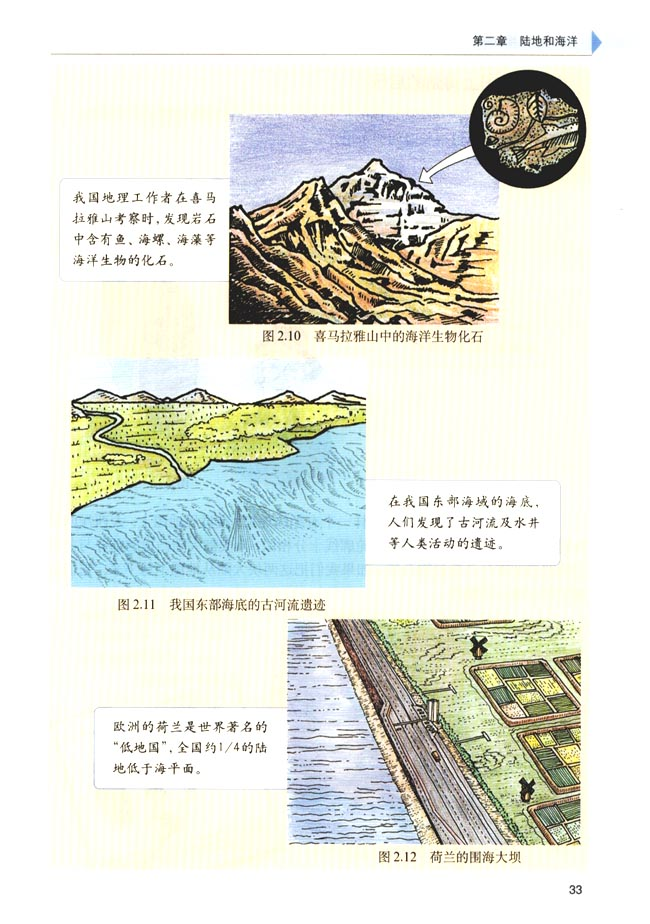 第二章 陆地和海洋
我国地理工作者在喜马
拉雅山考察时，发现岩石
中含有鱼、海螺、海藻等
海洋生物的化石。
图2.10 喜马拉雅山中的海洋生物化石
在我国东部海域的海底，
人们发现了古河流及水井
等人类活动的遗迹。
图2.11 我国东部海底的古河流遗迹
欧洲的荷兰是世界著名的
“低地国”，全国约1/4的陆
地低于海平面。
图2.12 荷兰的围海大坝
33